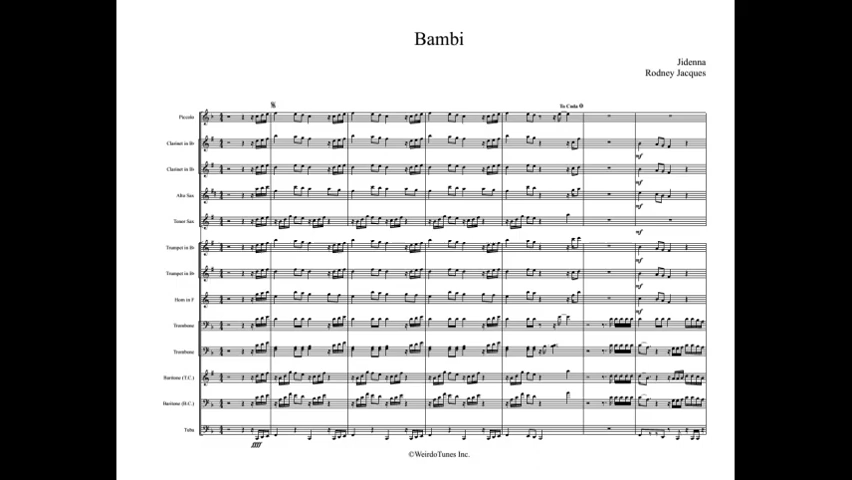 Bambi
Jidenna
Rodney Jacques
To Coda
Piccolo
Clarinet in B♭
mf
Clarinet in B♭
mf
Alto Sax
mf
Tenor Sax
mf
Trumpet in B♭
mf
Trumpet in B♭
mf
Horn in F
mf
Trombone
Trombone
Baritone (T.C.)
Baritone (B.C.)
Tuba
ffff
©WeirdoTunes Inc.